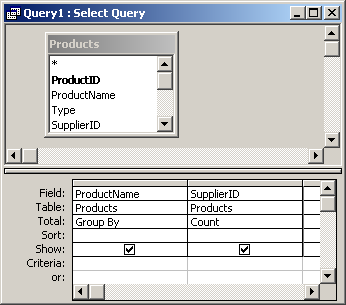 Query1 : Select Query
Products
*
ProductID
ProductName
Type
SupplierID
Field: ProductName SupplierID
Table: Products Products
Total: Group By Count
Sort:
Show:
Criteria:
or: